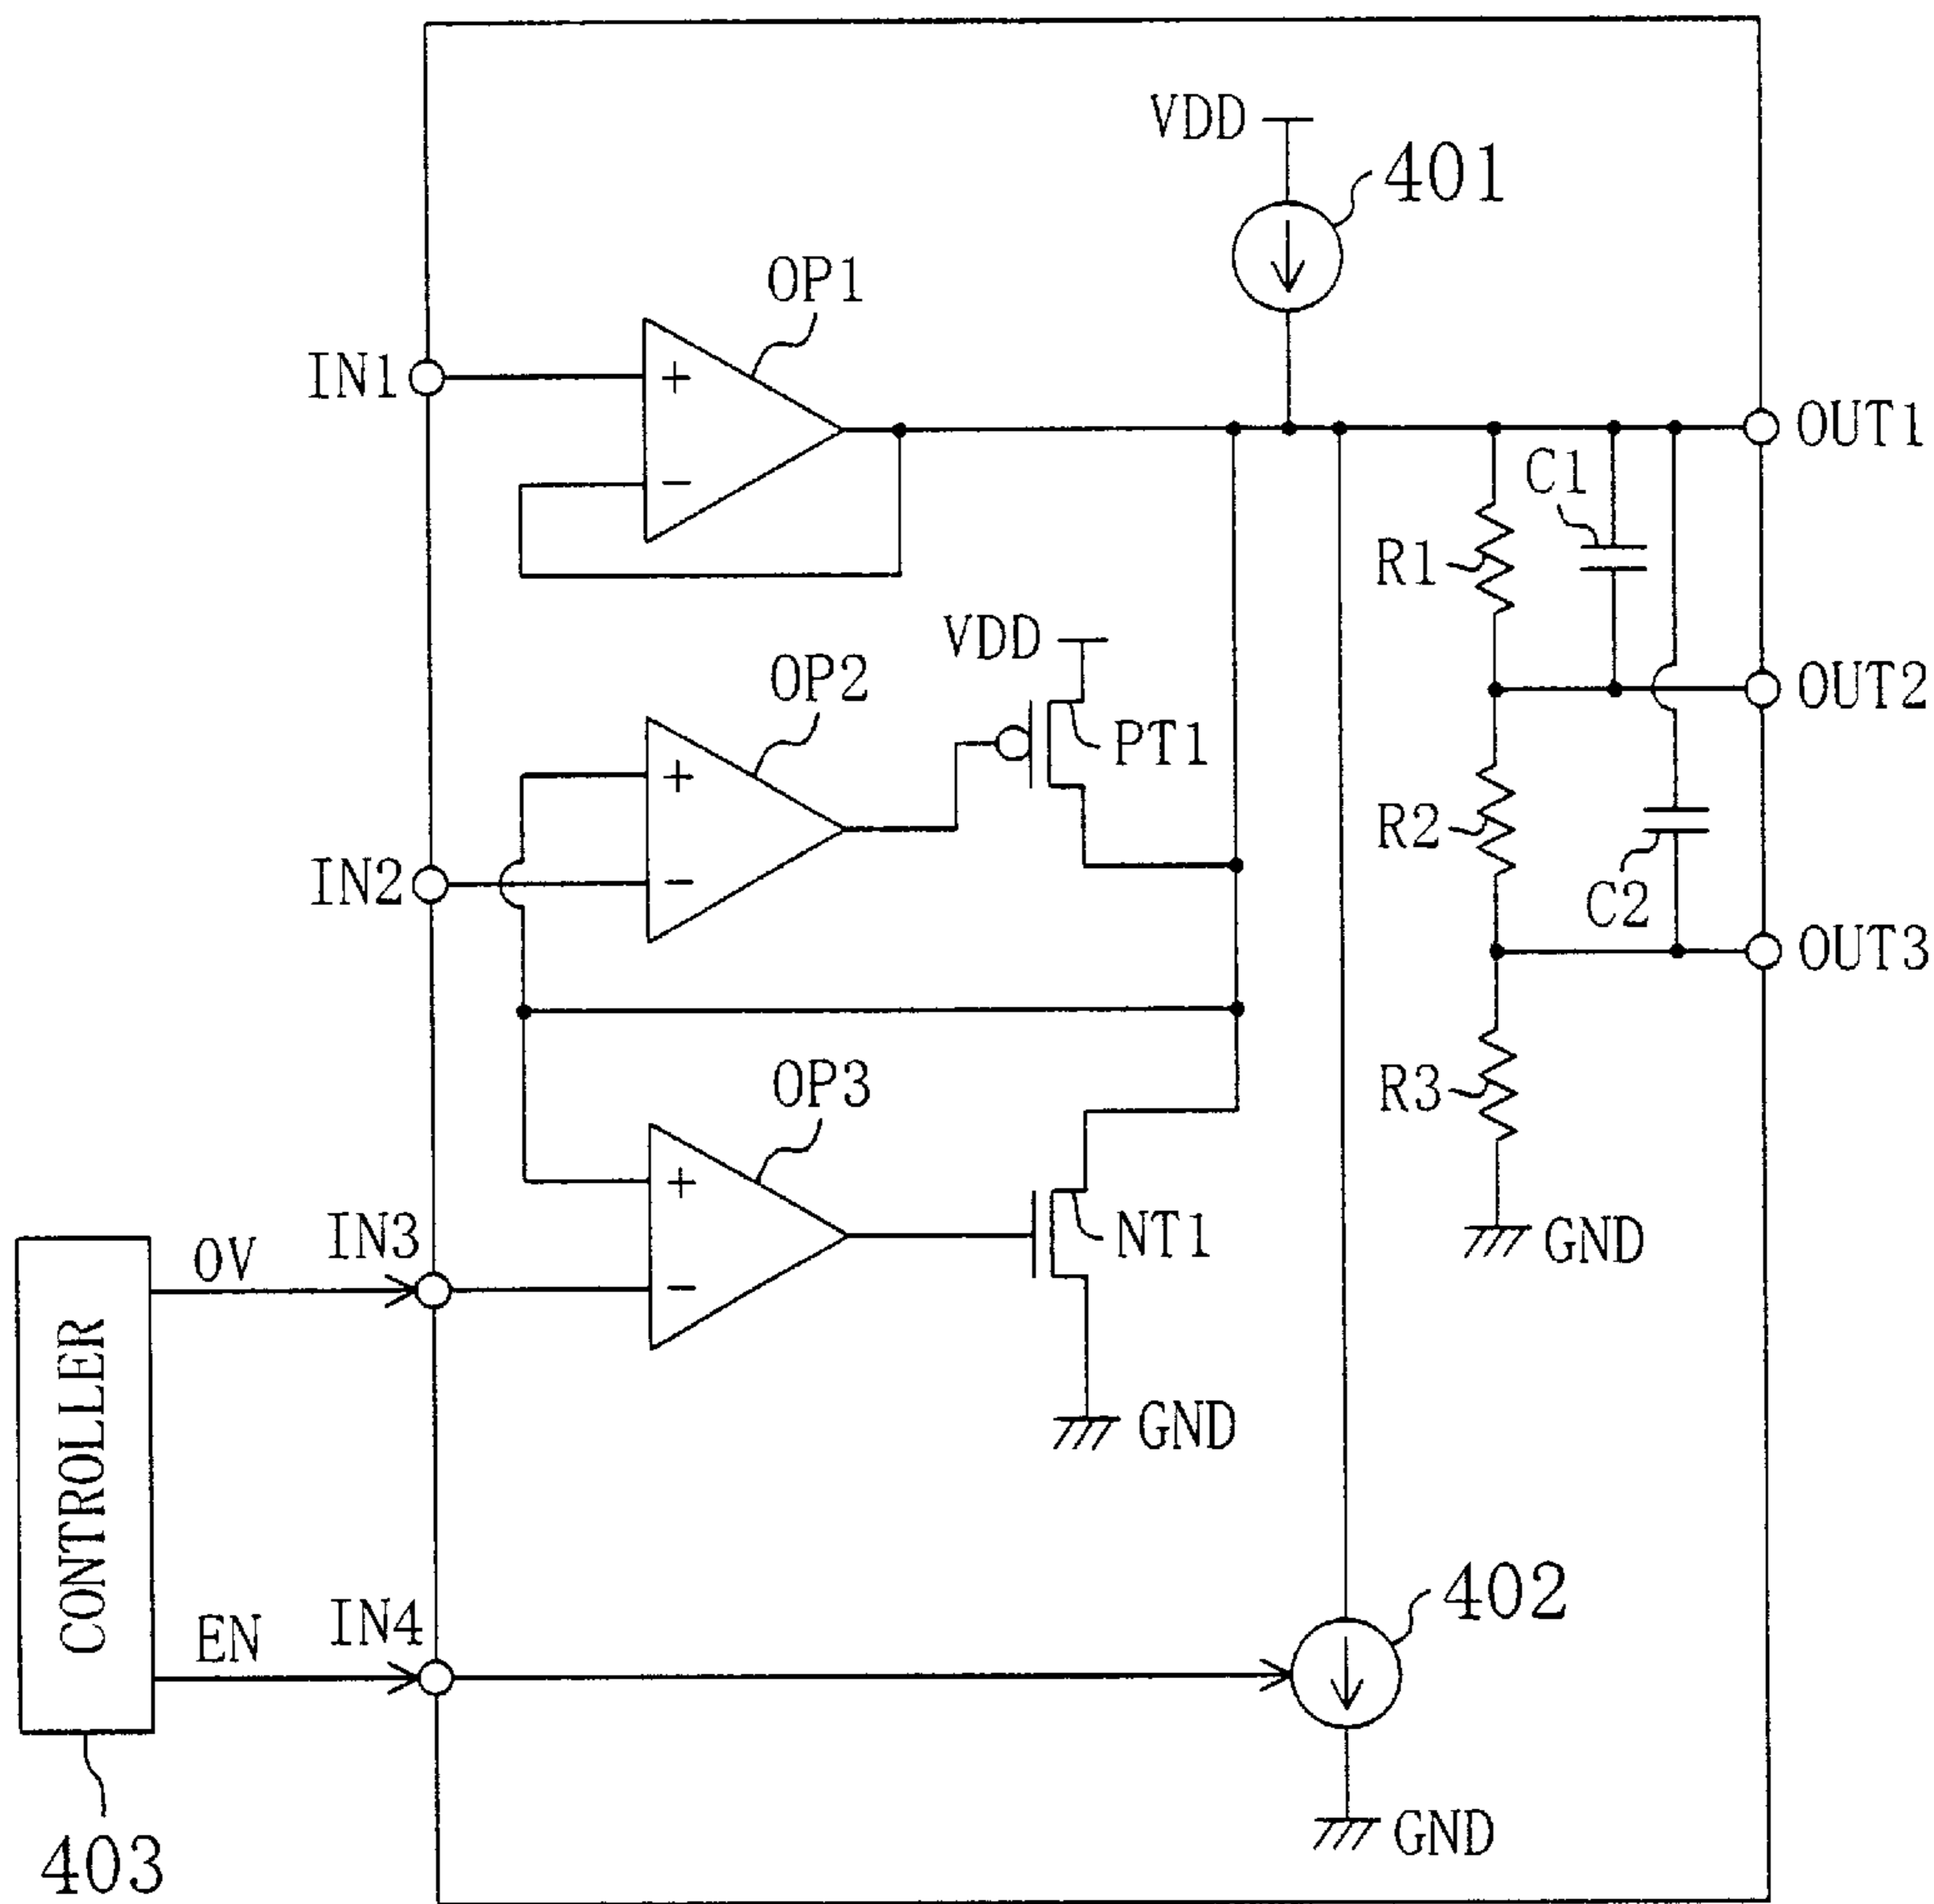 VDD
401
OP1
IN1
+
−
OUT1
C1
R1
VDD
OP2
PT1
OUT2
+
R2
IN2
−
C2
OUT3
OP3
R3
+
NT1
IN3
OV
GND
−
CONTROLLER
GND
402
IN4
EN
GND
403